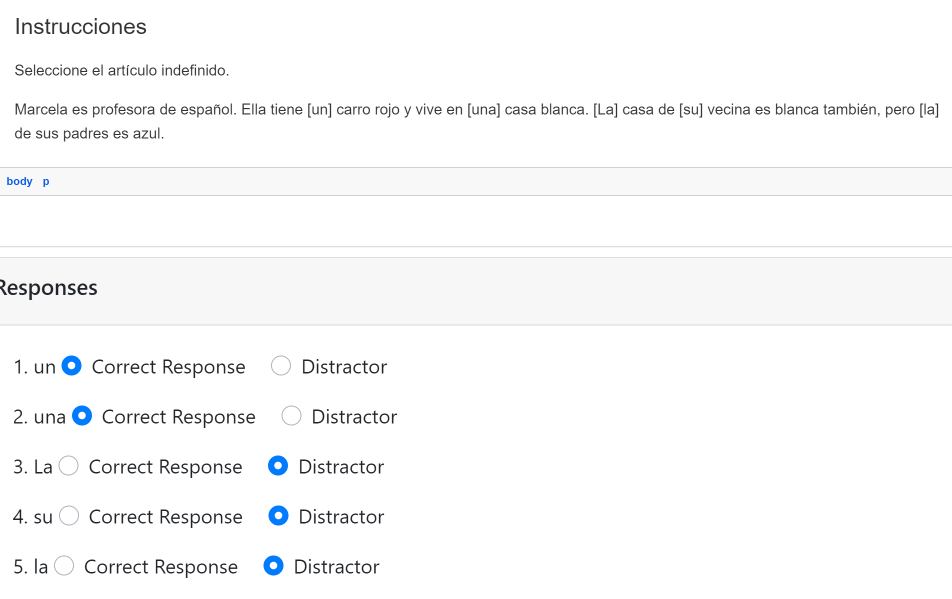 Instrucciones
Seleccione el artículo indefinido.
Marcela es profesora de español. Ella tiene [un] carro rojo y vive en [una] casa blanca. [La] casa de [su] vecina es blanca también, pero [la]
de sus padres es azul.
body p
Responses
1. un Correct Response Distractor
2. una Correct Response Distractor
3. La Correct Response Distractor
4. su Correct Response Distractor
5. la Correct Response Distractor